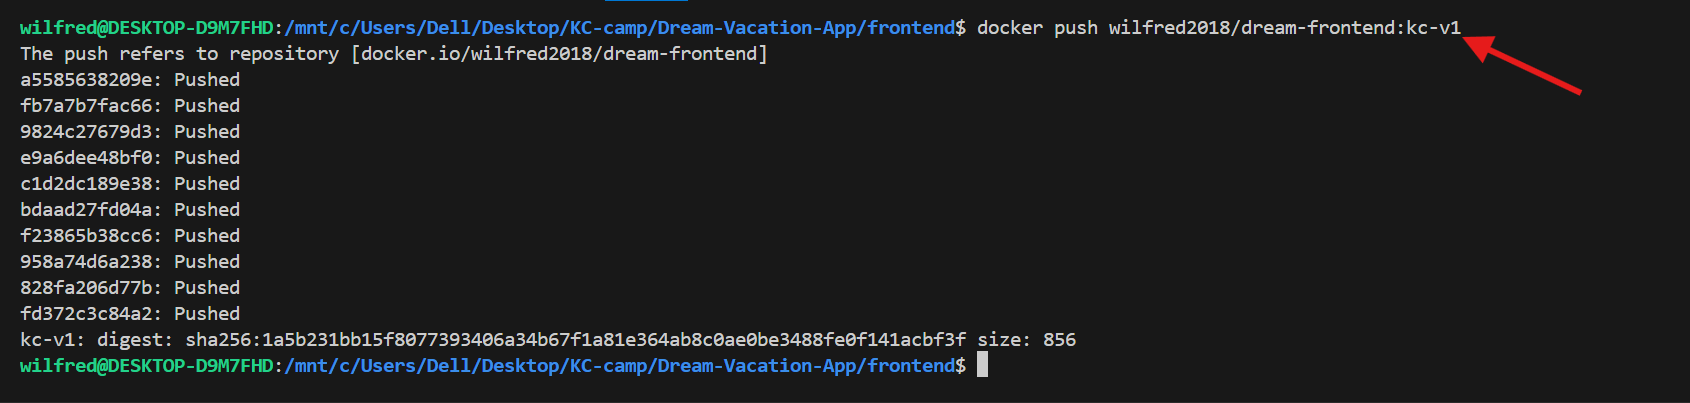 wilfred@DESKTOP-D9M7FHD:/mnt/c/Users/Dell/Desktop/KC-camp/Dream-Vacation-App/frontend$ docker push wilfred2018/dream-frontend:kc-v1
The push refers to repository [docker.io/wilfred2018/dream-frontend]
a5585638209e: Pushed
fb7a7b7fac66: Pushed
9824c27679d3: Pushed
e9a6dee48bf0: Pushed
c1d2dc189e38: Pushed
bdaad27fd04a: Pushed
f23865b38cc6: Pushed
958a74d6a238: Pushed
828fa206d77b: Pushed
fd372c3c84a2: Pushed
kc-v1: digest: sha256:1a5b231bb15f8077393406a34b67f1a81e364ab8c0ae0be3488fe0f141acbf3f size: 856
wilfred@DESKTOP-D9M7FHD:/mnt/c/Users/Dell/Desktop/KC-camp/Dream-Vacation-App/frontend$